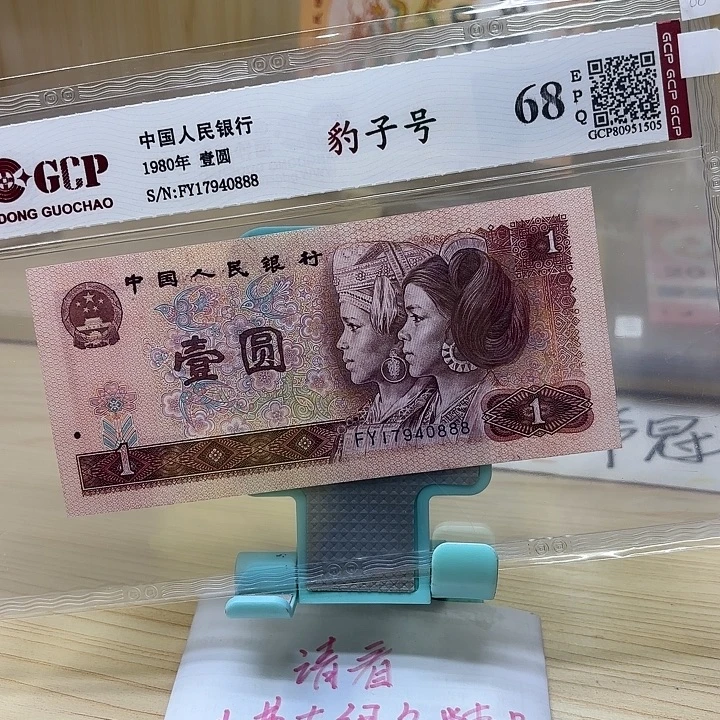 GCP
DONG GUOCHAO
中国人民银行
1980年 壹圆
S/N:FY17940888
豹子号
68
EPQ
GCP80951505
GCP GCP GCP
中国人民银行
壹圆
1
1
1
FY17940888
冠
请看